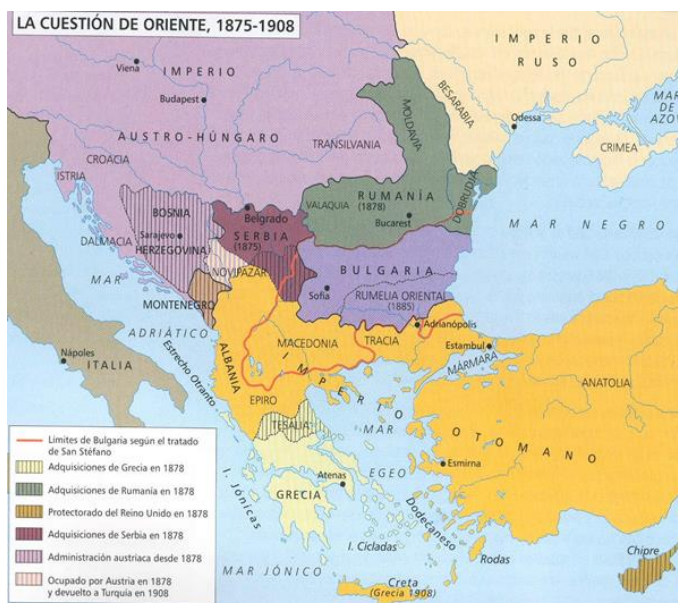 LA CUESTIÓN DE ORIENTE, 1875-1908
IMPERIO
RUSO
Viena
IMPERIO
Budapest
BESARABIA
MOLDAVIA
Odessa
MAR
DE
AZOV
CRIMEA
AUSTRO-HÚNGARO
TRANSILVANIA
CROACIA
ISTRIA
RUMANÍA
(1878)
VALAQUIA
Bucarest
DOBRUDJA
BOSNIA
Belgrado
SERBIA
(1875)
Sarajevo
HERZEGOVINA
DALMACIA
MAR NEGRO
NOVIPAZAR
BULGARIA
MAR
Sofía
RUMELIA ORIENTAL
(1885)
MONTENEGRO
ADRIÁTICO
Adrianópolis
MACEDONIA
TRACIA
Estambul
Nápoles
ITALIA
Estrecho Otranto
ALBANIA
MÁRMARA
ANATOLIA
IMPERIO
EPIRO
TESALIA
MAR
OTOMANO
EGEO
Esmirna
Atenas
GRECIA
I. Jónicas
Dodecaneso
I. Cícladas
Rodas
Chipre
MAR JÓNICO
Creta
(Grecia 1908)
Limites de Bulgaria según el tratado
de San Stéfano
Adquisiciones de Grecia en 1878
Adquisiciones de Rumanía en 1878
Protectorado del Reino Unido en 1878
Adquisiciones de Serbia en 1878
Administración austríaca desde 1878
Ocupado por Austria en 1878
y devuelto a Turquía en 1908